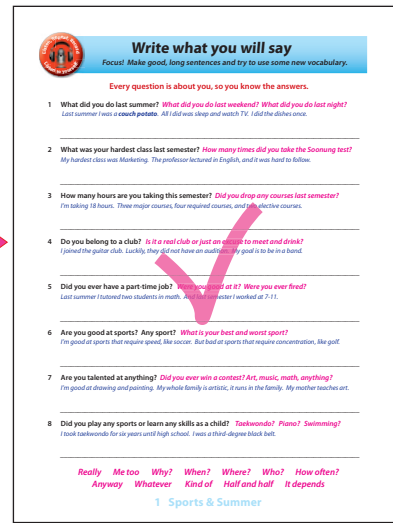 Write what you will say
Focus! Make good, long sentences and try to use some new vocabulary.
Every question is about you, so you know the answers.
1 What did you do last summer? What did you do last weekend? What did you do last night?
Last summer I was a couch potato. All I did was sleep and watch TV. I did the dishes once.
2 What was your hardest class last semester? How many times did you take the Soonung test?
My hardest class was Marketing. The professor lectured in English, and it was hard to follow.
3 How many hours are you taking this semester? Did you drop any courses last semester?
I'm taking 18 hours. Three major courses, four required courses, and two elective courses.
4 Do you belong to a club? Is it a real club or just an excuse to meet and drink?
I joined the guitar club. Luckily, they did not have an audition. My goal is to be in a band.
5 Did you ever have a part-time job? Were you good at it? Were you ever fired?
Last summer I tutored two students in math. And last semester I worked at 7-11.
6 Are you good at sports? Any sport? What is your best and worst sport?
I'm good at sports that require speed, like soccer. But bad at sports that require concentration, like golf.
7 Are you talented at anything? Did you ever win a contest? Art, music, math, anything?
I'm good at drawing and painting. My whole family is artistic, it runs in the family. My mother teaches art.
8 Did you play any sports or learn any skills as a child? Taekwondo? Piano? Swimming?
I took taekwondo for six years until high school. I was a third-degree black belt.
Really Me too Why? When? Where? Who? How often?
Anyway Whatever Kind of Half and half It depends
1 Sports & Summer